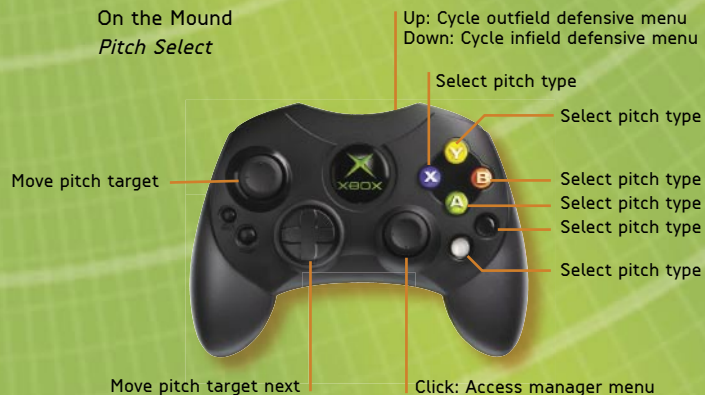 On the Mound
Pitch Select
Up: Cycle outfield defensive menu
Down: Cycle infield defensive menu
Select pitch type
Select pitch type
Y
X
B
A
XBOX
Move pitch target
Select pitch type
Select pitch type
Select pitch type
Select pitch type
Move pitch target next
Click: Access manager menu